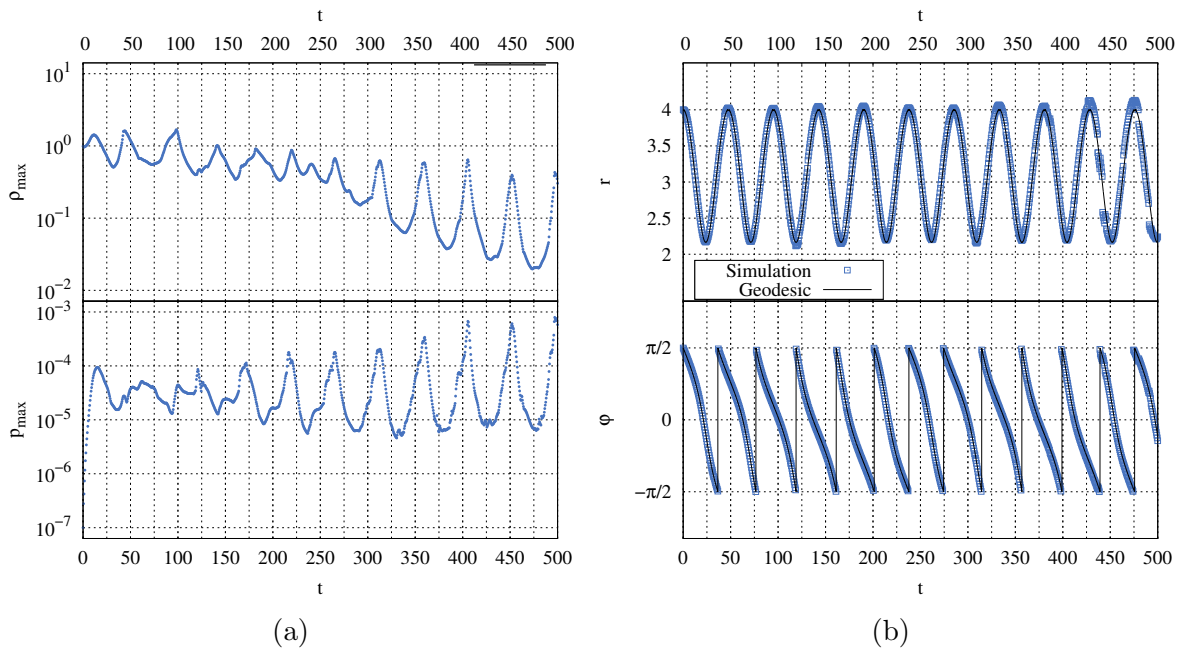 t
0 50 100 150 200 250 300 350 400 450 500
10^1
10^0
10^-1
10^-2
ρ_max
10^-3
10^-4
10^-5
10^-6
10^-7
p_max
0 50 100 150 200 250 300 350 400 450 500
t
(a)
t
0 50 100 150 200 250 300 350 400 450 500
4
3.5
3
2.5
2
r
Simulation
Geodesic
π/2
0
−π/2
φ
0 50 100 150 200 250 300 350 400 450 500
t
(b)